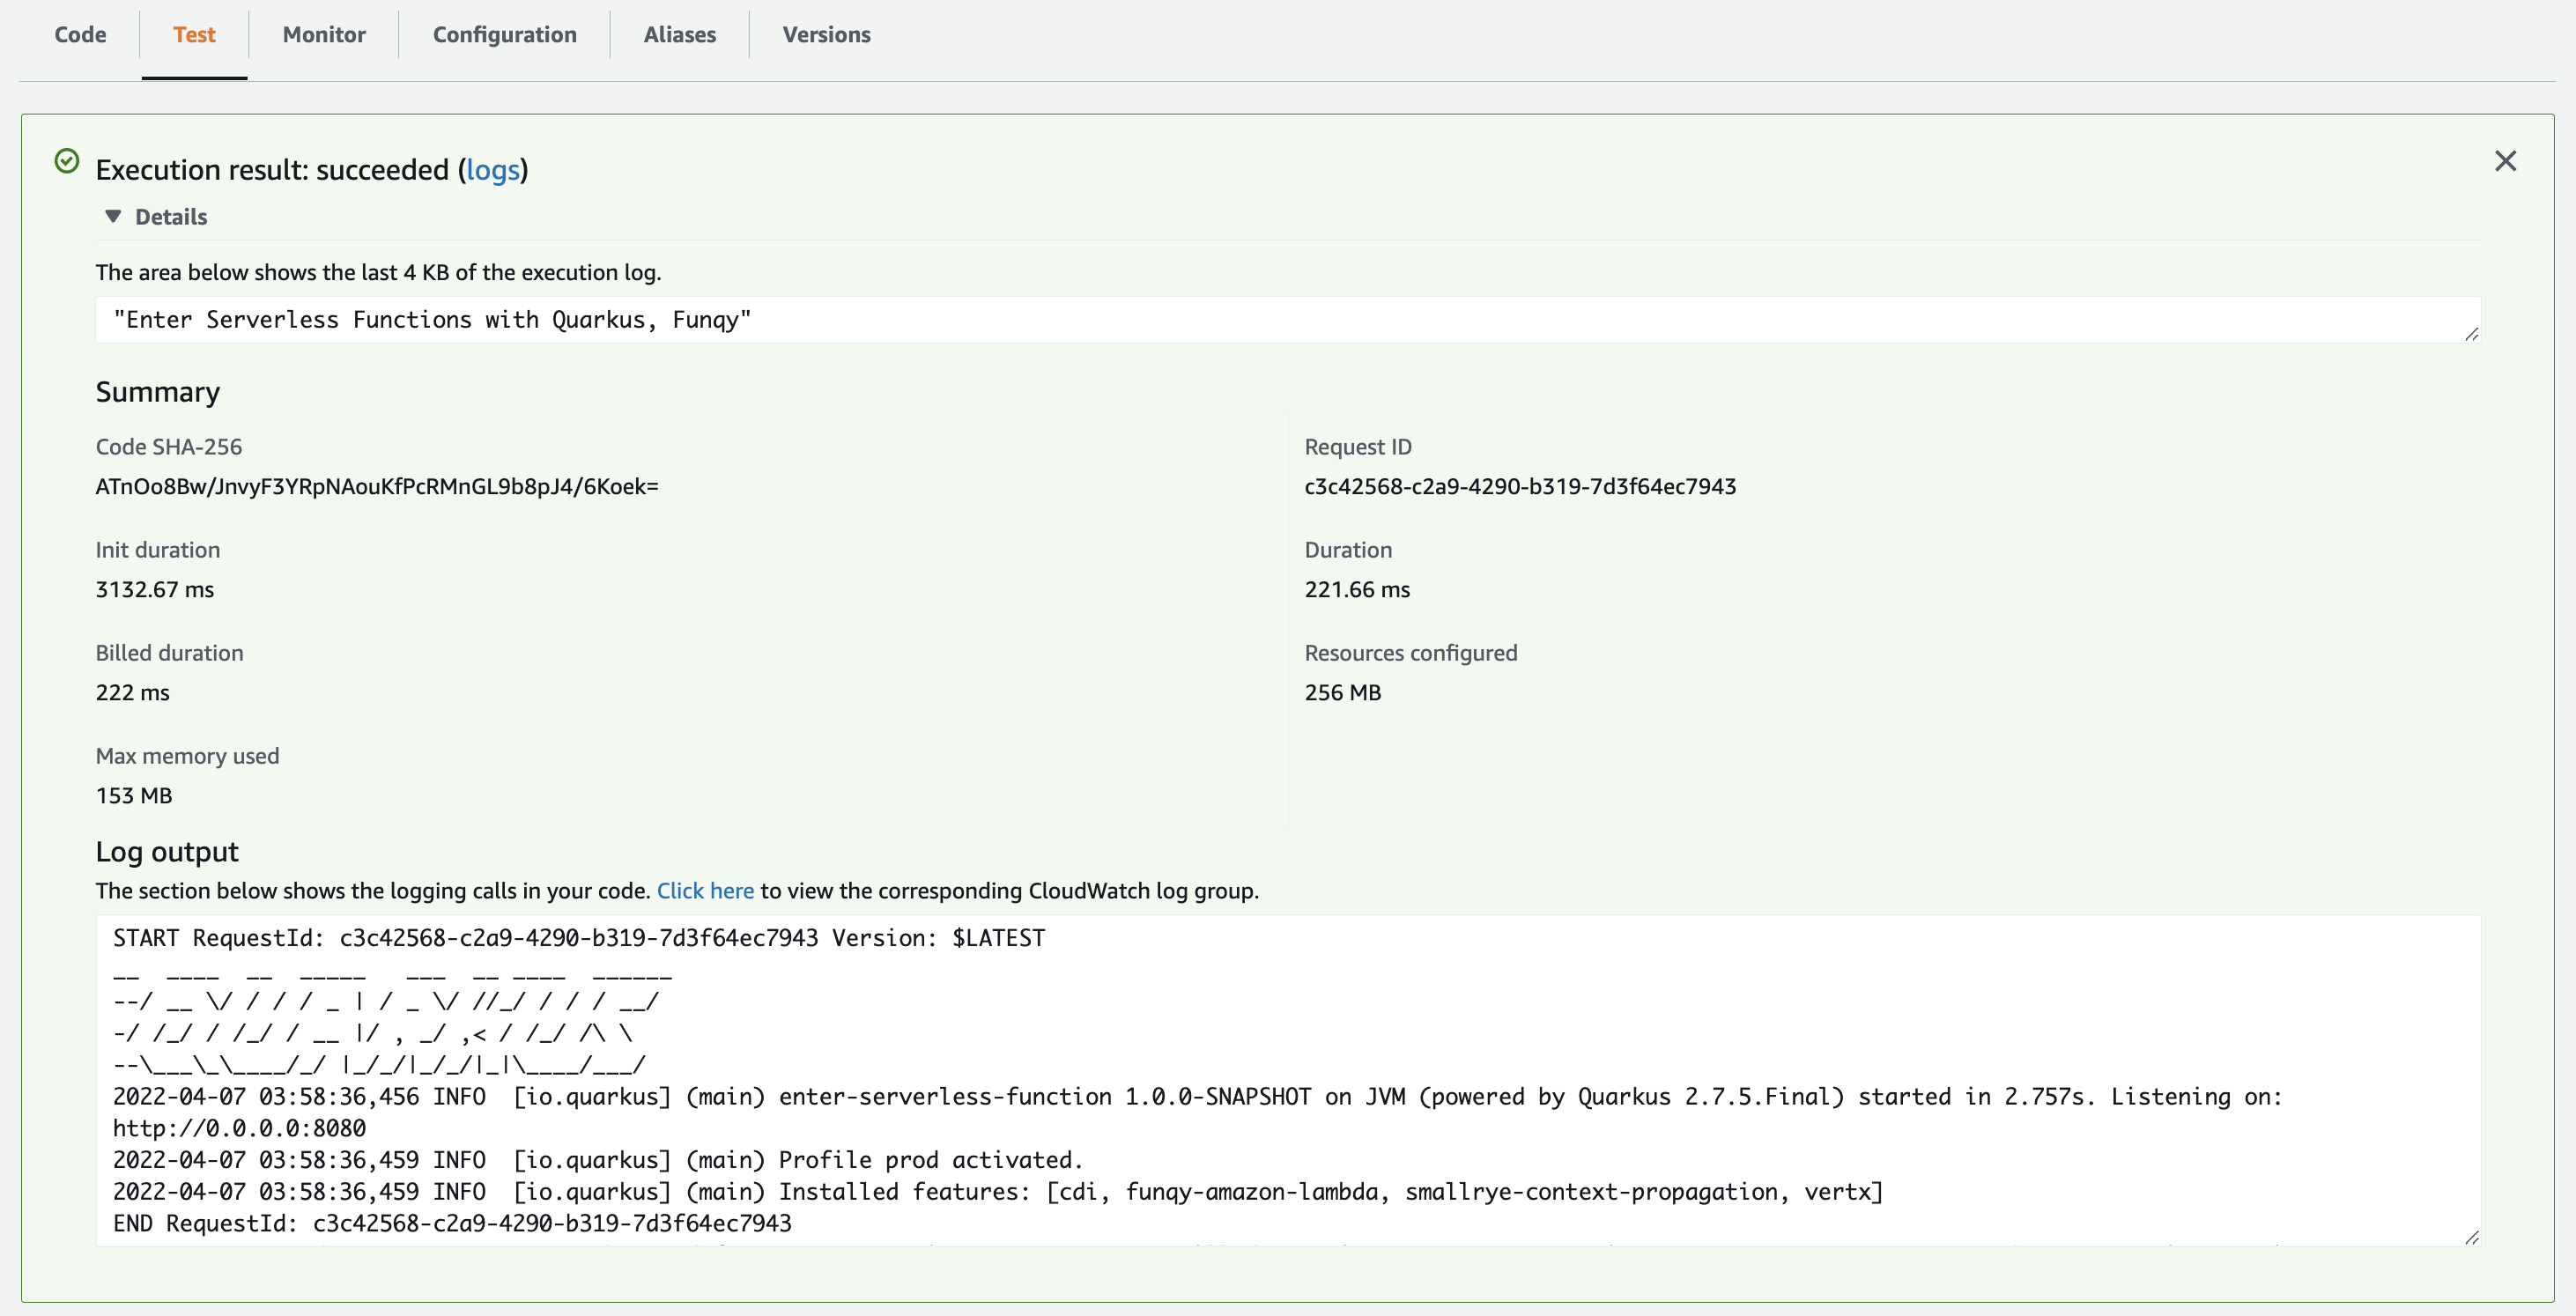 Code Test Monitor Configuration Aliases Versions
Execution result: succeeded (logs)
▼ Details
The area below shows the last 4 KB of the execution log.
"Enter Serverless Functions with Quarkus, Funqy"
Summary
Code SHA-256
ATnOo8Bw/JnvyF3YRpNAouKfPcRMnGL9b8pJ4/6Koek=
Request ID
c3c42568-c2a9-4290-b319-7d3f64ec7943
Init duration
3132.67 ms
Duration
221.66 ms
Billed duration
222 ms
Resources configured
256 MB
Max memory used
153 MB
Log output
The section below shows the logging calls in your code. Click here to view the corresponding CloudWatch log group.
START RequestId: c3c42568-c2a9-4290-b319-7d3f64ec7943 Version: $LATEST
__  ____  __  _____   ___  __ ____  ______
--/ __ \/ / / / _ | / _ \/ //_/ / / / __/
-/ /_/ / /_/ / __ |/ , _/ ,< / /_/ /\ \
--\___\_\____/_/ |_/_/|_/_/|_|\____/___/
2022-04-07 03:58:36,456 INFO  [io.quarkus] (main) enter-serverless-function 1.0.0-SNAPSHOT on JVM (powered by Quarkus 2.7.5.Final) started in 2.757s. Listening on:
http://0.0.0.0:8080
2022-04-07 03:58:36,459 INFO  [io.quarkus] (main) Profile prod activated.
2022-04-07 03:58:36,459 INFO  [io.quarkus] (main) Installed features: [cdi, funqy-amazon-lambda, smallrye-context-propagation, vertx]
END RequestId: c3c42568-c2a9-4290-b319-7d3f64ec7943